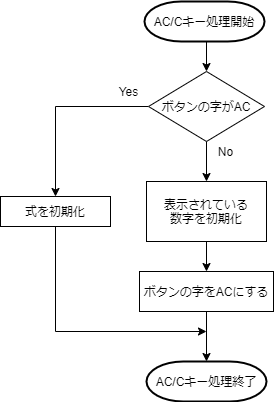 AC/Cキー処理開始
ボタンの字がAC
Yes
No
式を初期化
表示されている
数字を初期化
ボタンの字をACにする
AC/Cキー処理終了